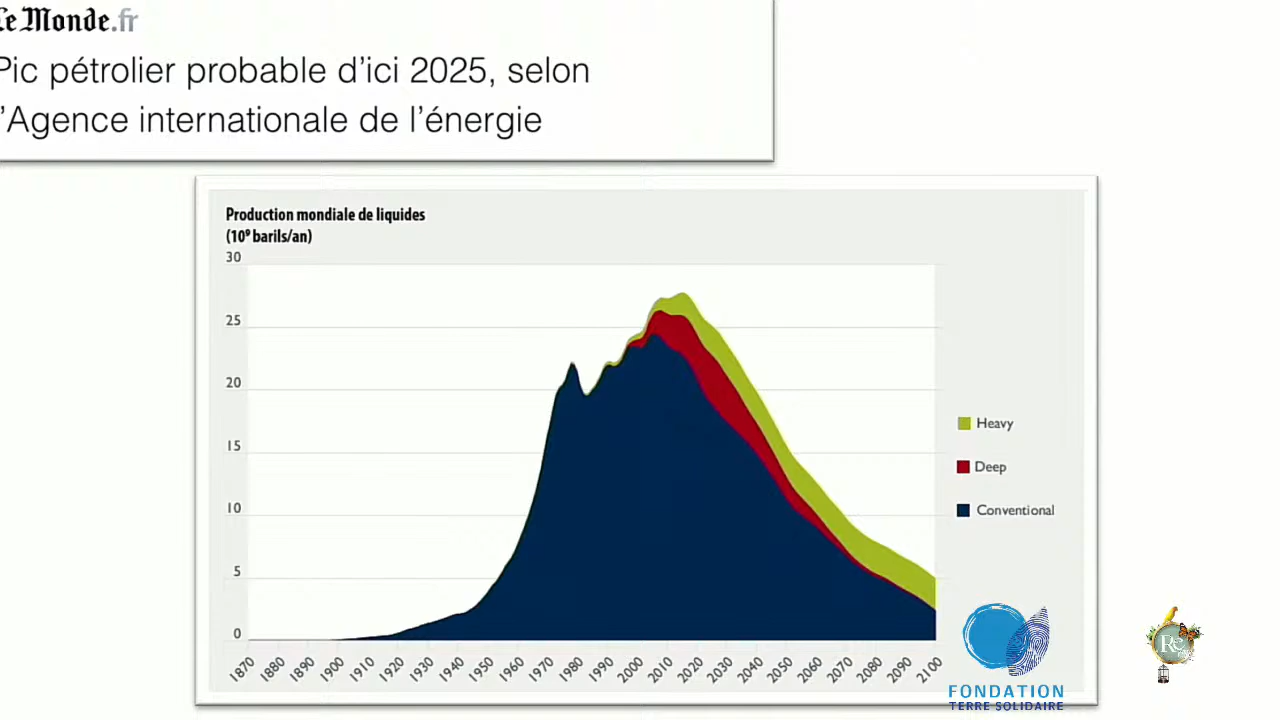 Le Monde.fr
Pic pétrolier probable d'ici 2025, selon
l'Agence internationale de l'énergie
Production mondiale de liquides
(10⁹ barils/an)
30
25
20
15
10
5
0
Heavy
Deep
Conventional
1870 1880 1890 1900 1910 1920 1930 1940 1950 1960 1970 1980 1990 2000 2010 2020 2030 2040 2050 2060 2070 2080 2090 2100
FONDATION
TERRE SOLIDAIRE